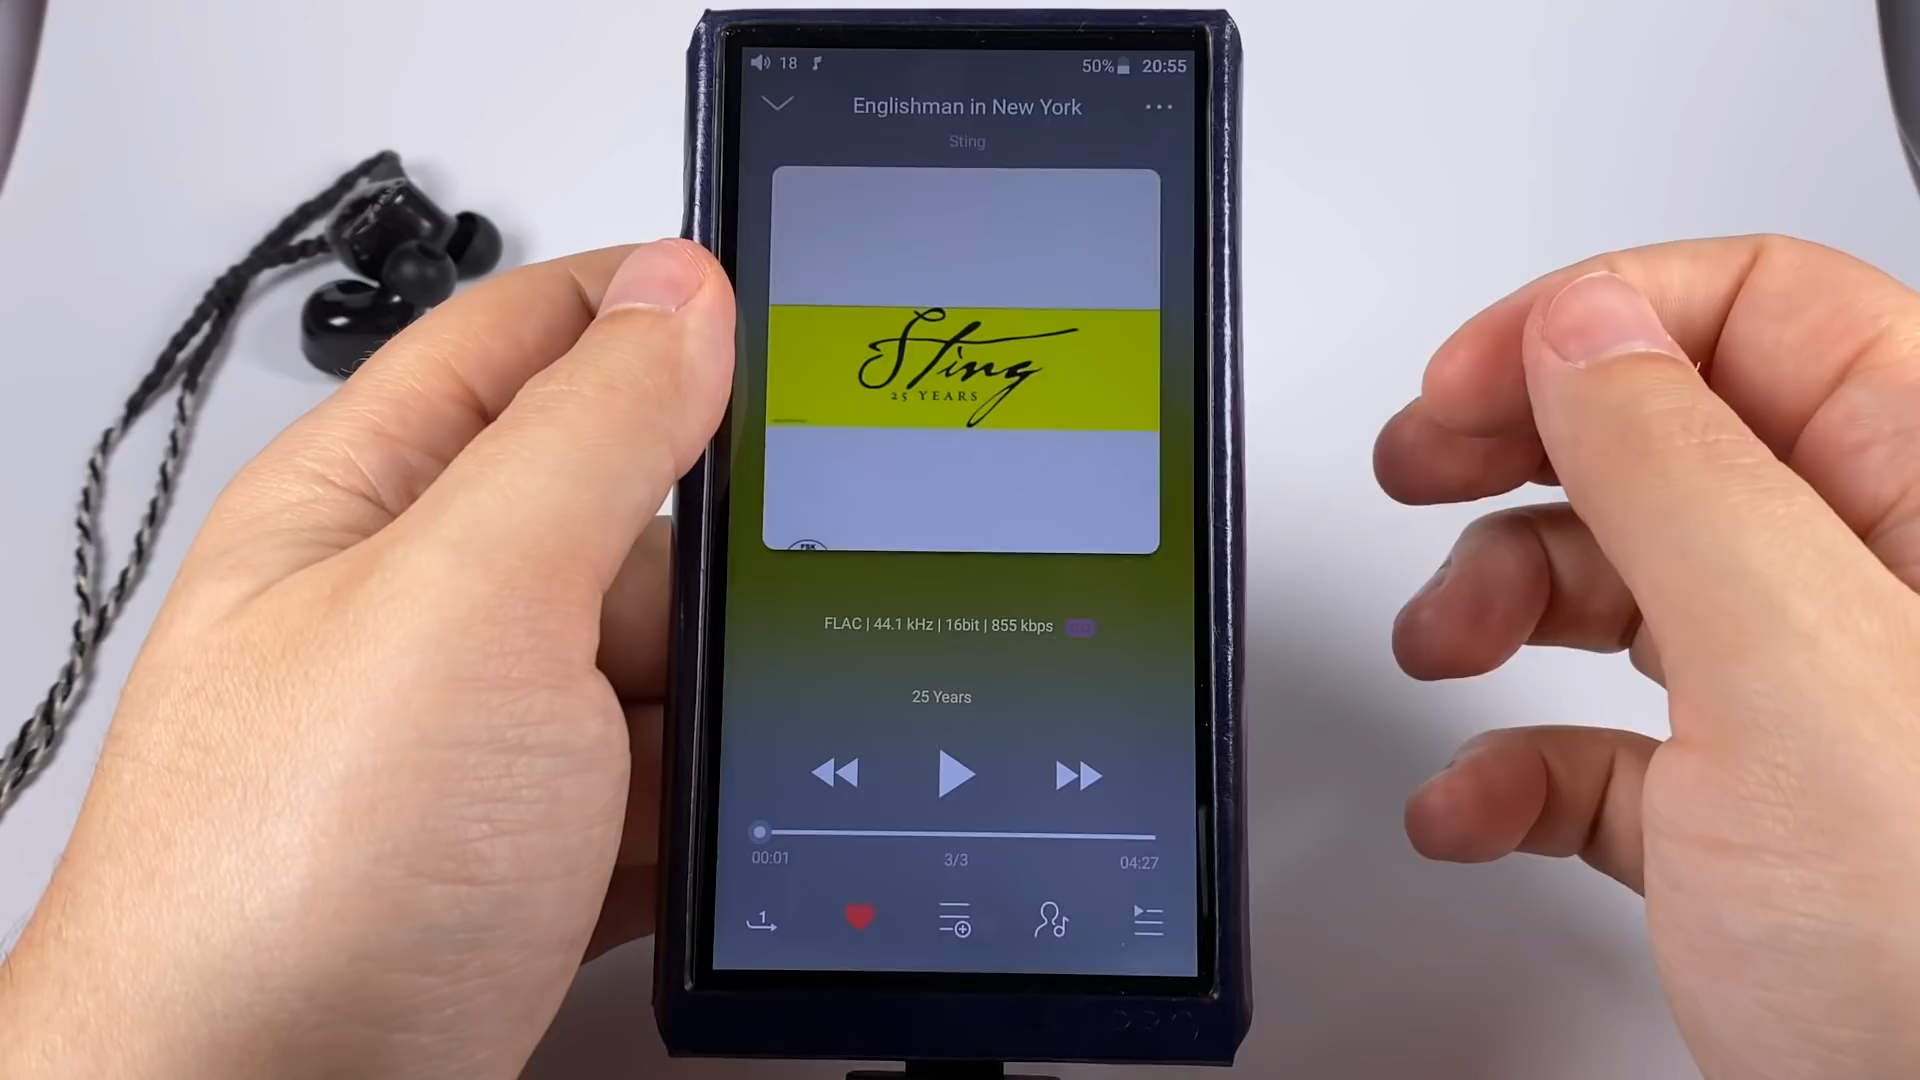 18
50% 20:55
Englishman in New York
Sting
Sting
25 YEARS
FSK
FLAC | 44.1 kHz | 16bit | 855 kbps
25 Years
00:01 3/3 04:27
1